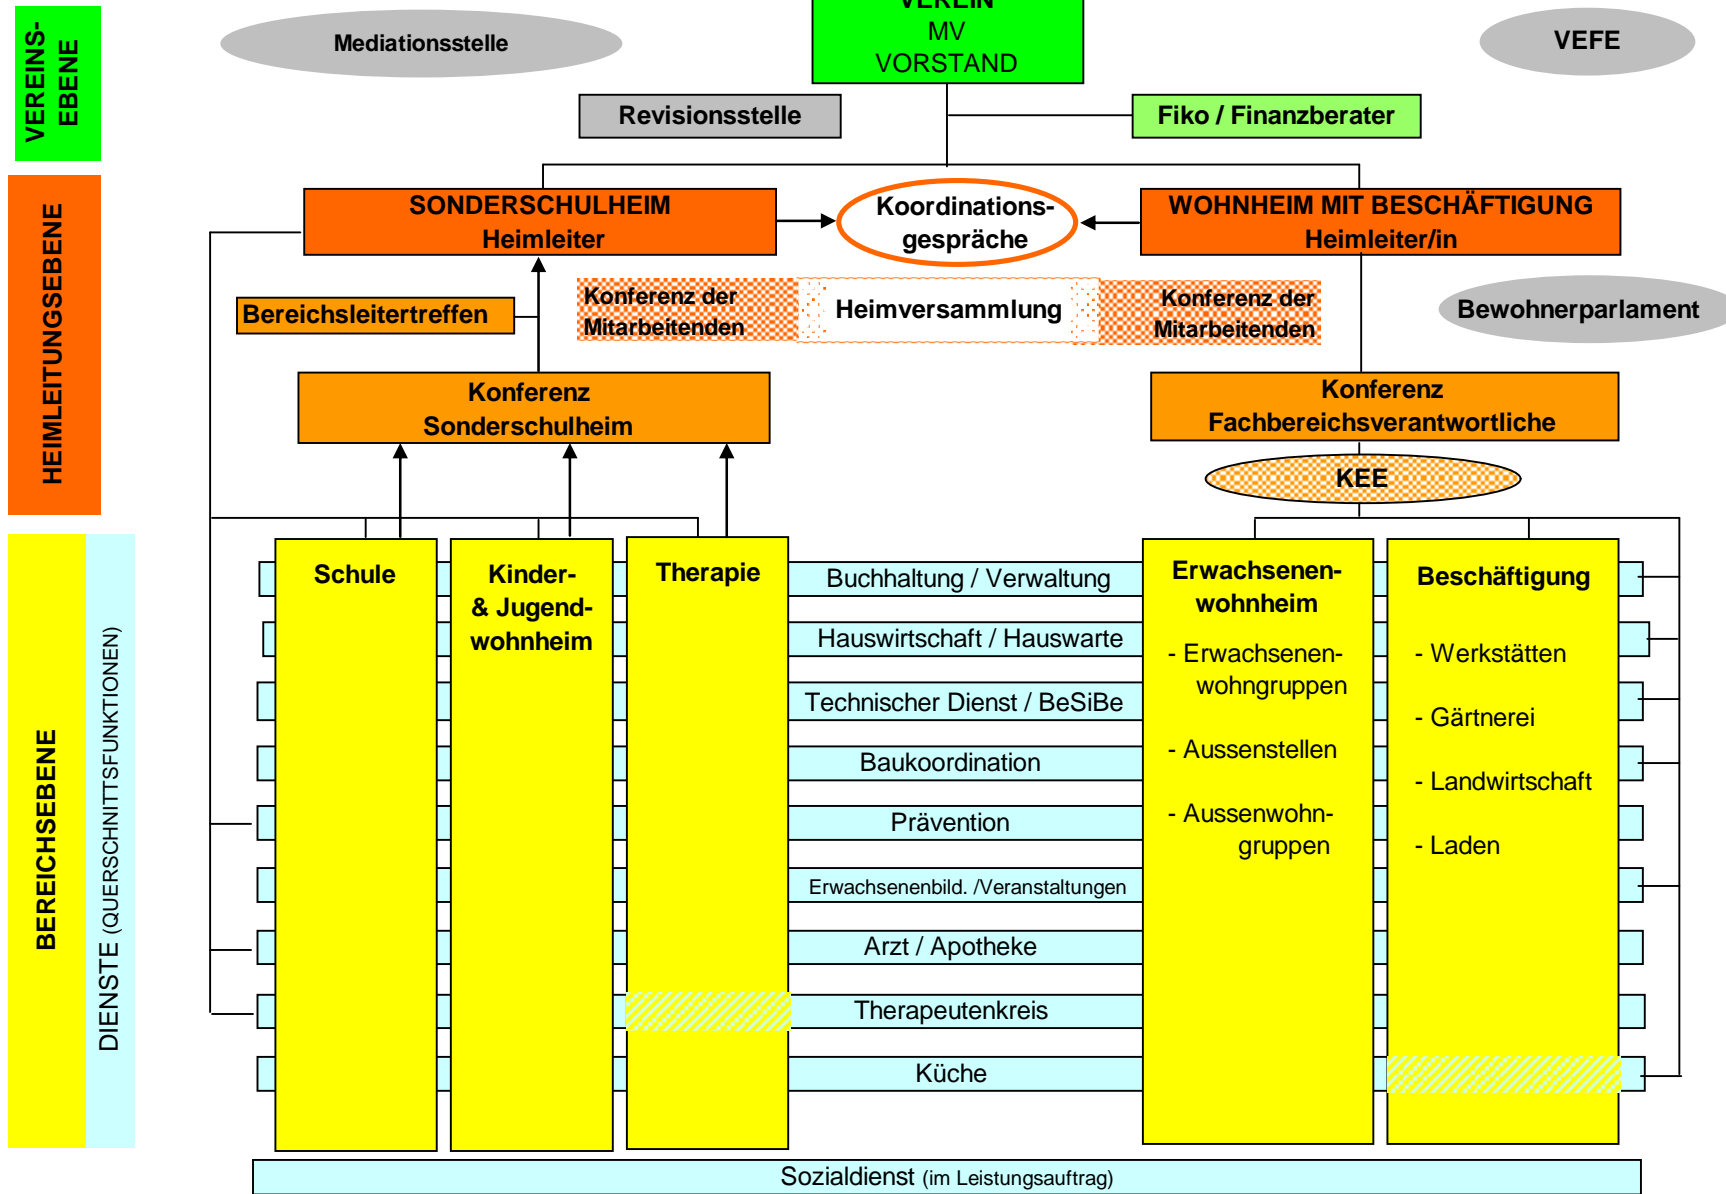 VEREIN
MV
VORSTAND
Mediationsstelle
VEFE
VEREINS-
EBENE
Revisionsstelle
Fiko / Finanzberater
HEIMLEITUNGSEBENE
SONDERSCHULHEIM
Heimleiter
Koordinations-
gespräche
WOHNHEIM MIT BESCHÄFTIGUNG
Heimleiter/in
Bereichsleitertreffen
Konferenz der
Mitarbeitenden
Heimversammlung
Konferenz der
Mitarbeitenden
Bewohnerparlament
Konferenz
Sonderschulheim
Konferenz
Fachbereichsverantwortliche
KEE
BEREICHSEBENE
DIENSTE (QUERSCHNITTSFUNKTIONEN)
Schule
Kinder-
& Jugend-
wohnheim
Therapie
Buchhaltung / Verwaltung
Hauswirtschaft / Hauswarte
Technischer Dienst / BeSiBe
Baukoordination
Prävention
Erwachsenenbild. /Veranstaltungen
Arzt / Apotheke
Therapeutenkreis
Küche
Erwachsenen-
wohnheim
- Erwachsenen-
wohngruppen
- Aussenstellen
- Aussenwohn-
gruppen
Beschäftigung
- Werkstätten
- Gärtnerei
- Landwirtschaft
- Laden
Sozialdienst (im Leistungsauftrag)